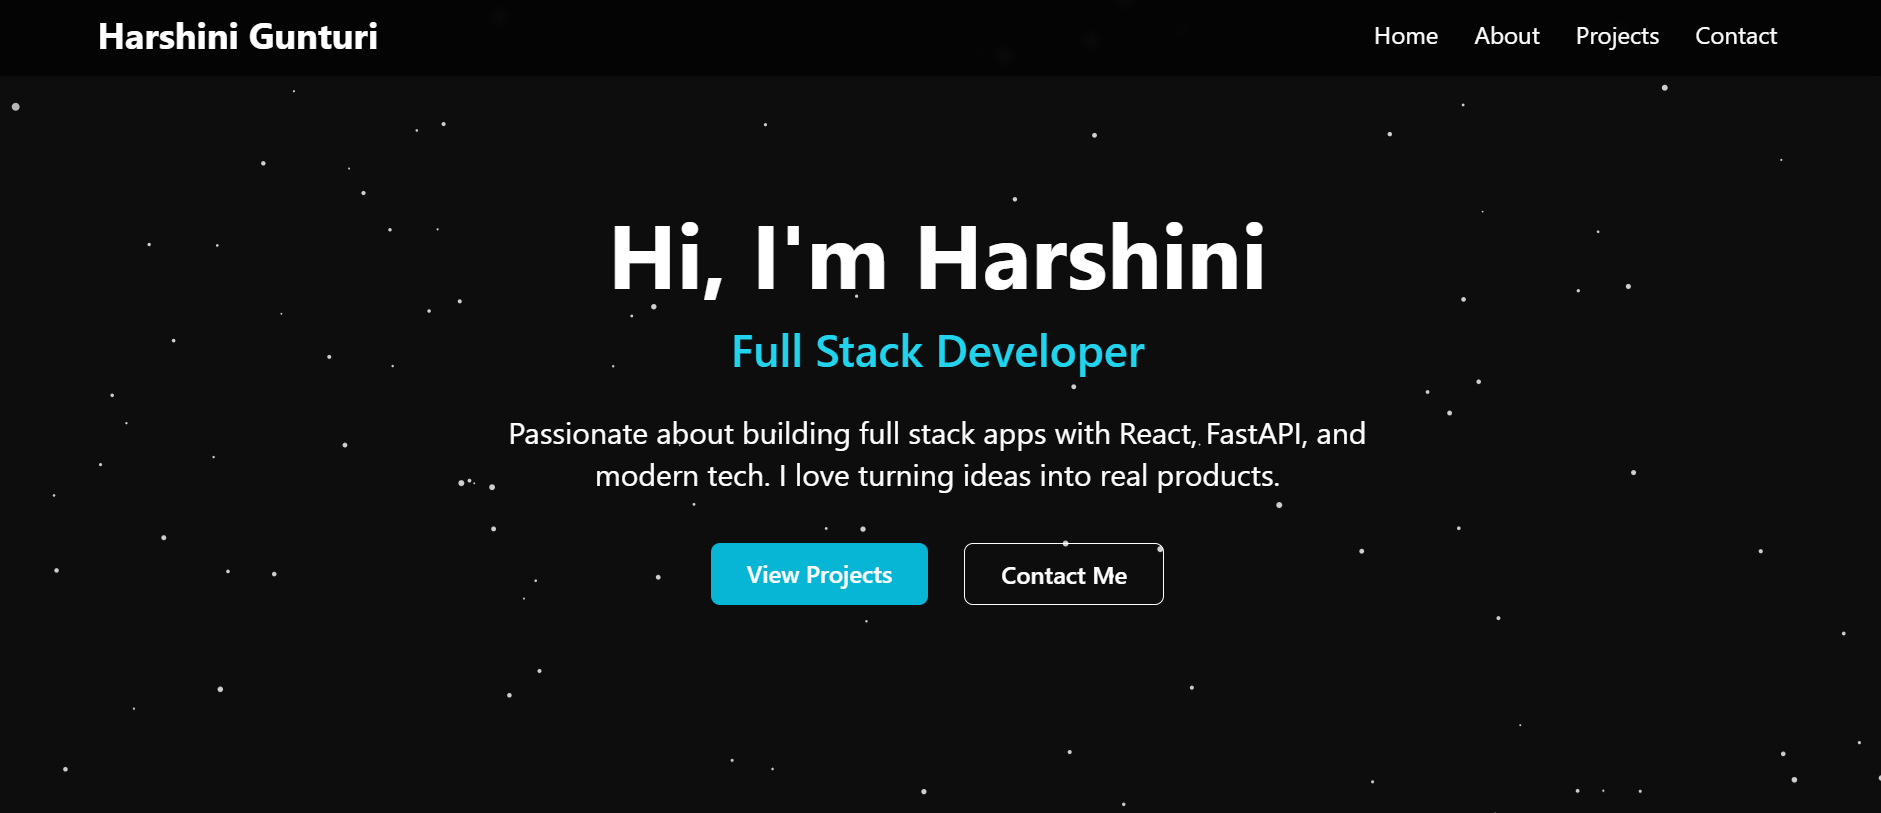 Harshini Gunturi
Home About Projects Contact
Hi, I'm Harshini
Full Stack Developer
Passionate about building full stack apps with React, FastAPI, and
modern tech. I love turning ideas into real products.
View Projects
Contact Me